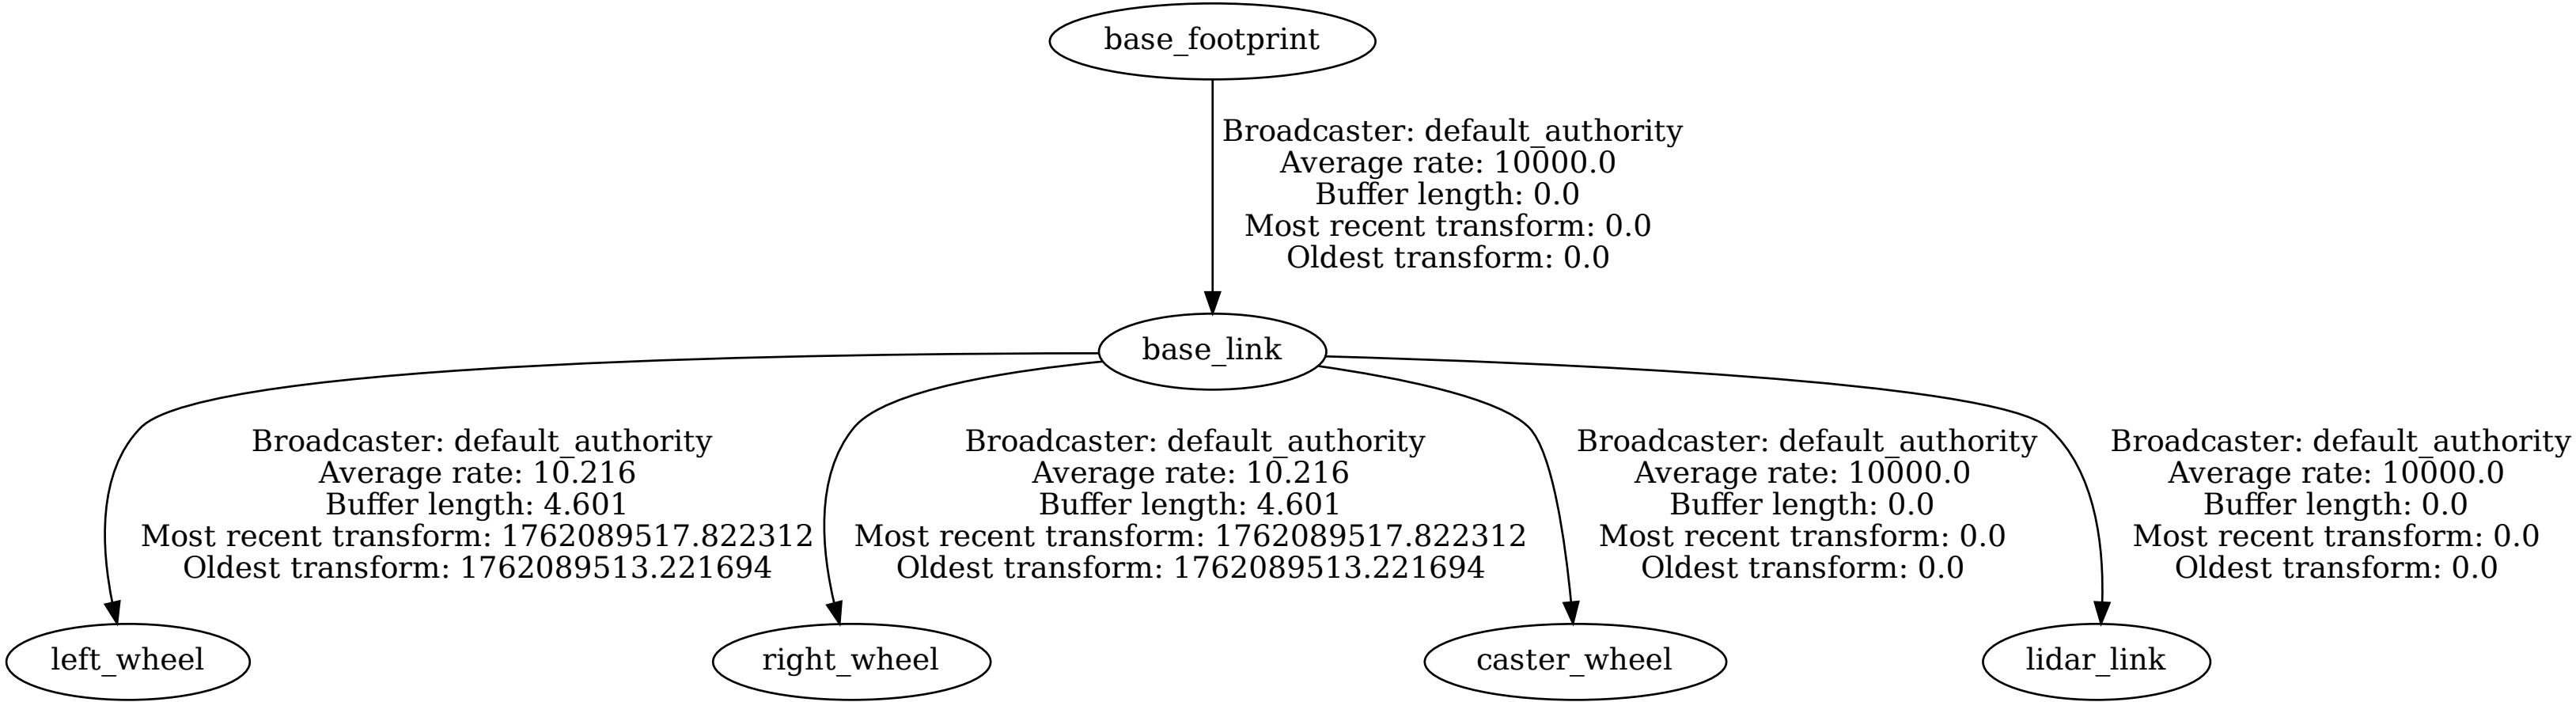 base_footprint
Broadcaster: default_authority
Average rate: 10000.0
Buffer length: 0.0
Most recent transform: 0.0
Oldest transform: 0.0
base_link
Broadcaster: default_authority
Average rate: 10.216
Buffer length: 4.601
Most recent transform: 1762089517.822312
Oldest transform: 1762089513.221694
Broadcaster: default_authority
Average rate: 10.216
Buffer length: 4.601
Most recent transform: 1762089517.822312
Oldest transform: 1762089513.221694
Broadcaster: default_authority
Average rate: 10000.0
Buffer length: 0.0
Most recent transform: 0.0
Oldest transform: 0.0
Broadcaster: default_authority
Average rate: 10000.0
Buffer length: 0.0
Most recent transform: 0.0
Oldest transform: 0.0
left_wheel
right_wheel
caster_wheel
lidar_link